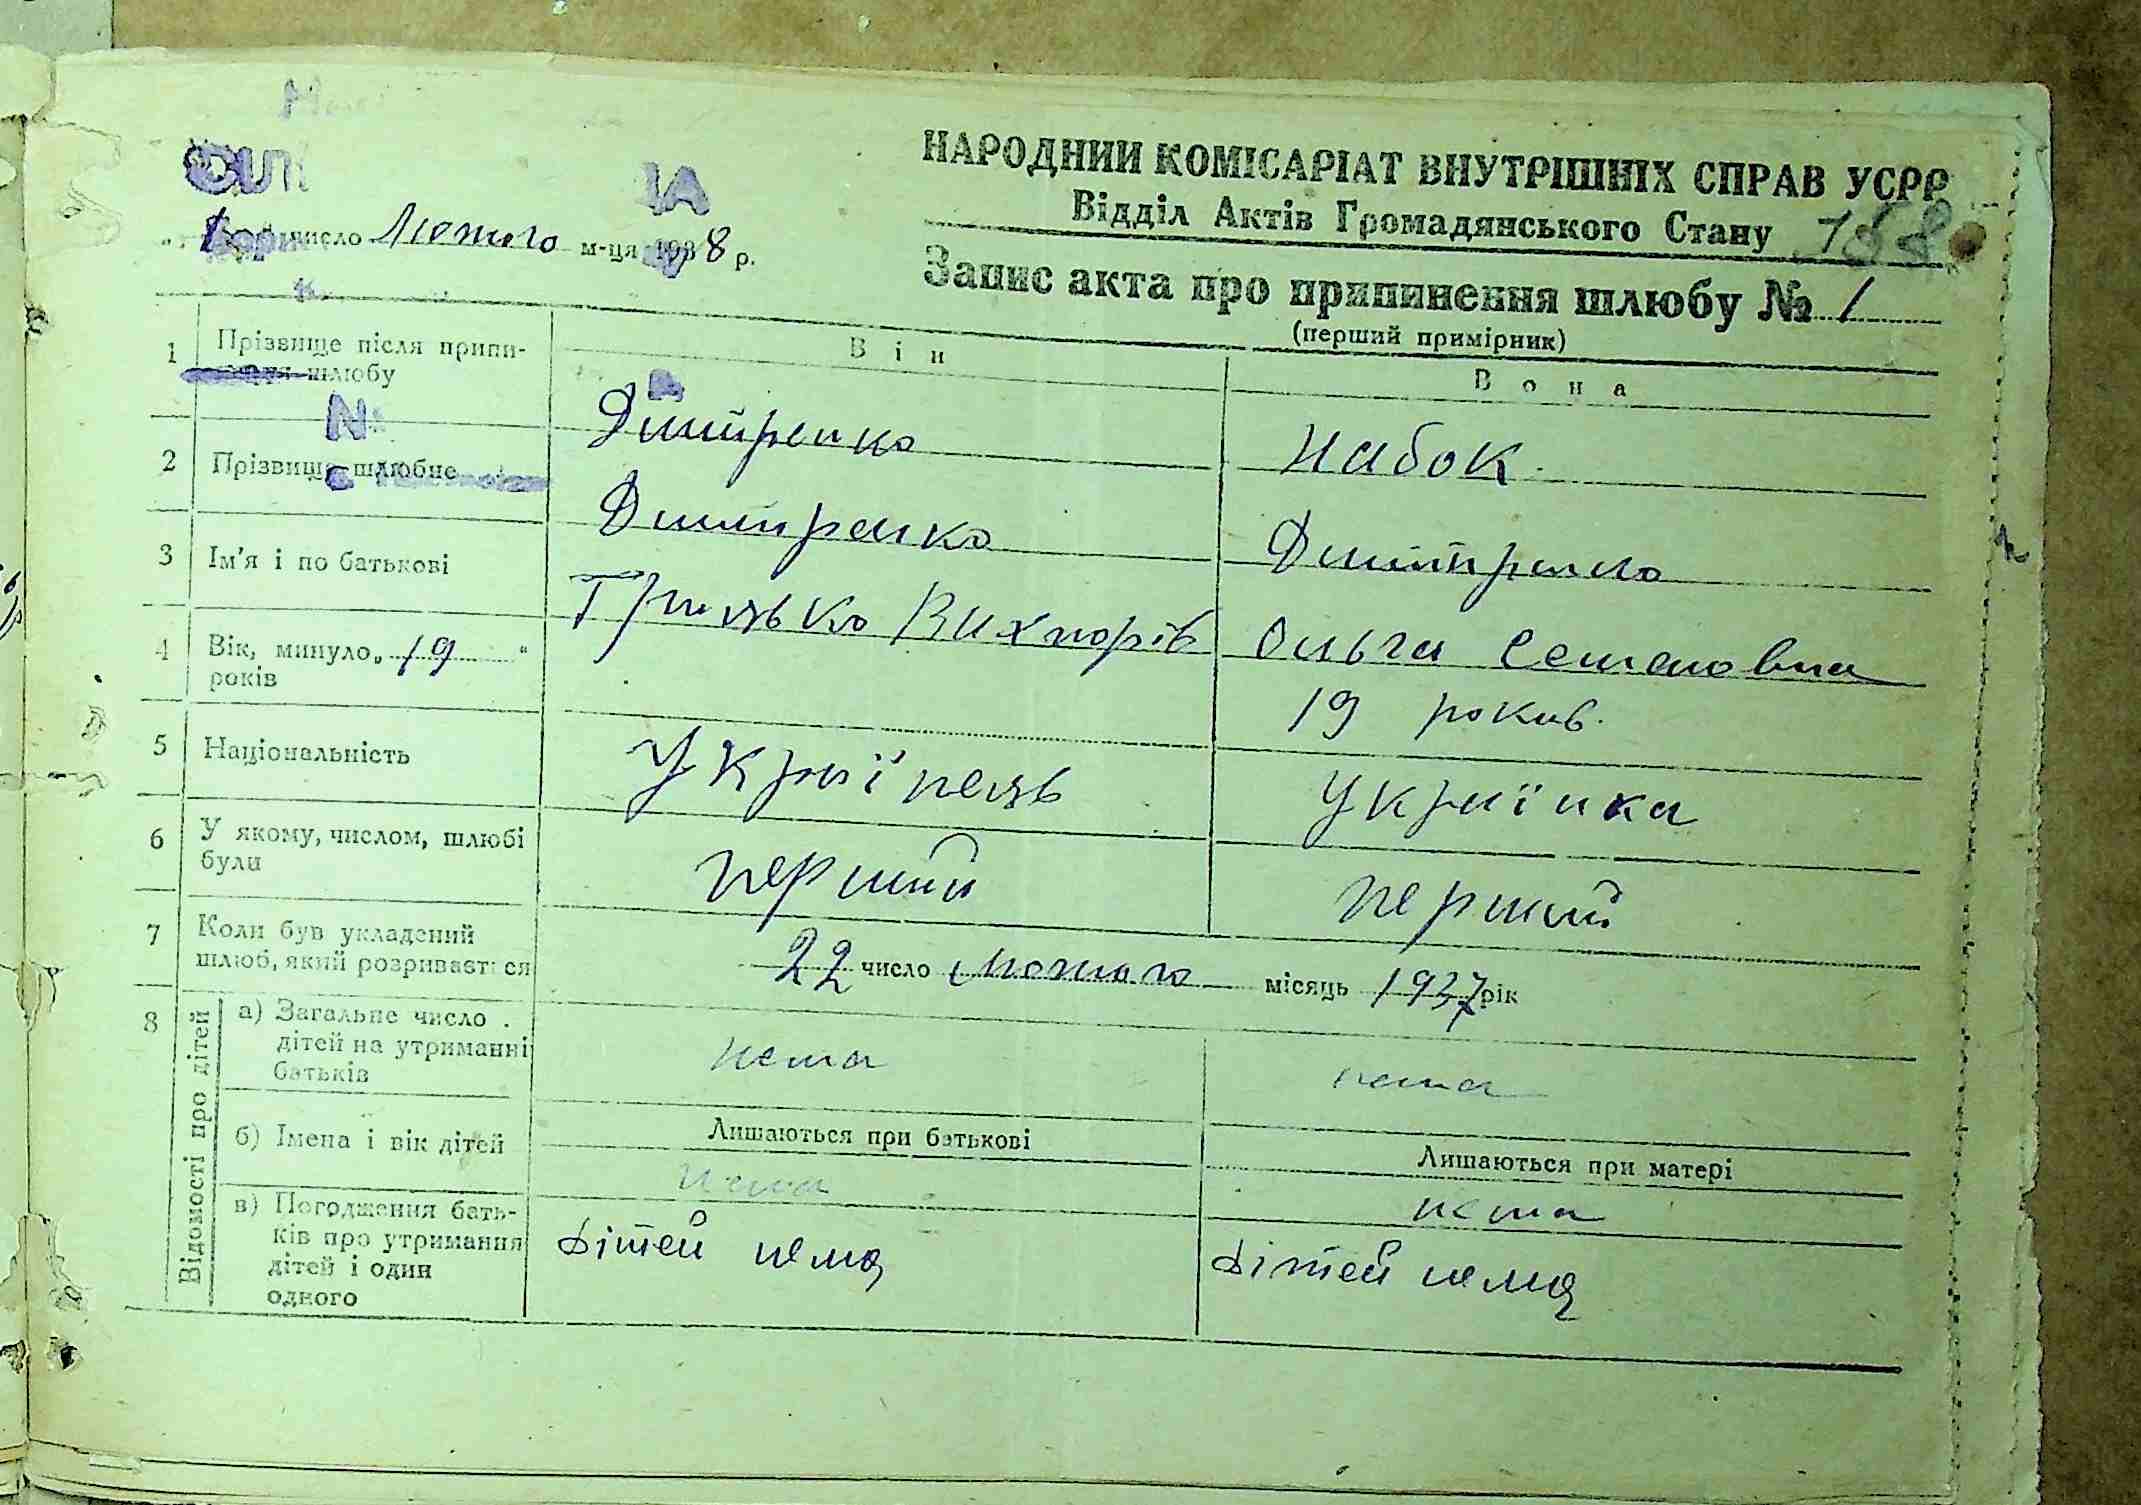 НАРОДНИЙ КОМІСАРІАТ ВНУТРІШНІХ СПРАВ УСРР
Відділ Актів Громадянського Стану 188
„1" число Лютого м-ця 1938 р.
Запис акта про припинення шлюбу № 1
(перший примірник)
Він Вона
1 Прізвище після припинення шлюбу Дмитренко Набок
2 Прізвище шлюбне Дмитренко Дмитренко
3 Ім'я і по батькові Грицько Ольга Семеновна
4 Вік, минуло „19" років 19 рокив.
5 Національність Українець Українка
6 У якому, числом, шлюбі були перший перший
7 Коли був укладений шлюб, який розривається 22 число Лютого місяць 1937 рік
8 Відомості про дітей
а) Загальне число дітей на утриманні батьків нема нема
б) Імена і вік дітей Лишаються при батькові Лишаються при матері
нема нема
в) Погодження батьків про утримання дітей і один одного дітей нема дітей нема